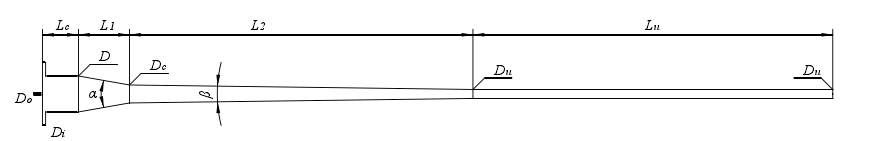 Lc L1 L2 Lu
D Dc Du Du
Do α β
Di